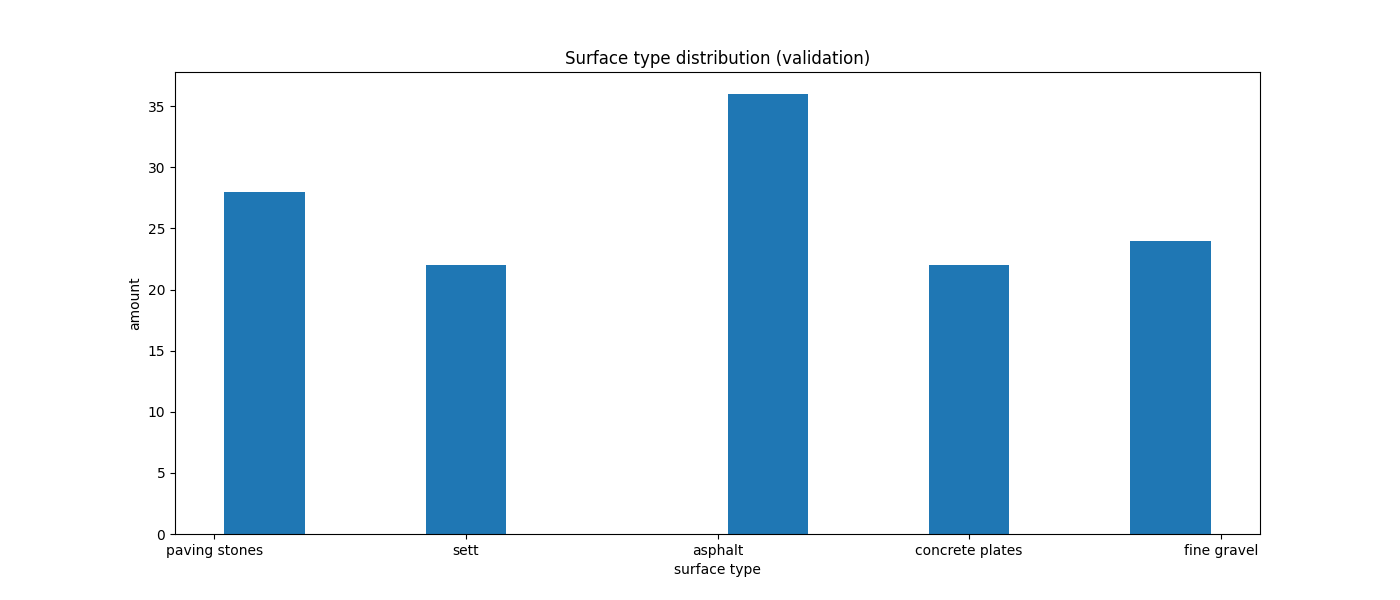 Surface type distribution (validation)
amount
35
30
25
20
15
10
5
0
paving stones sett asphalt concrete plates fine gravel
surface type